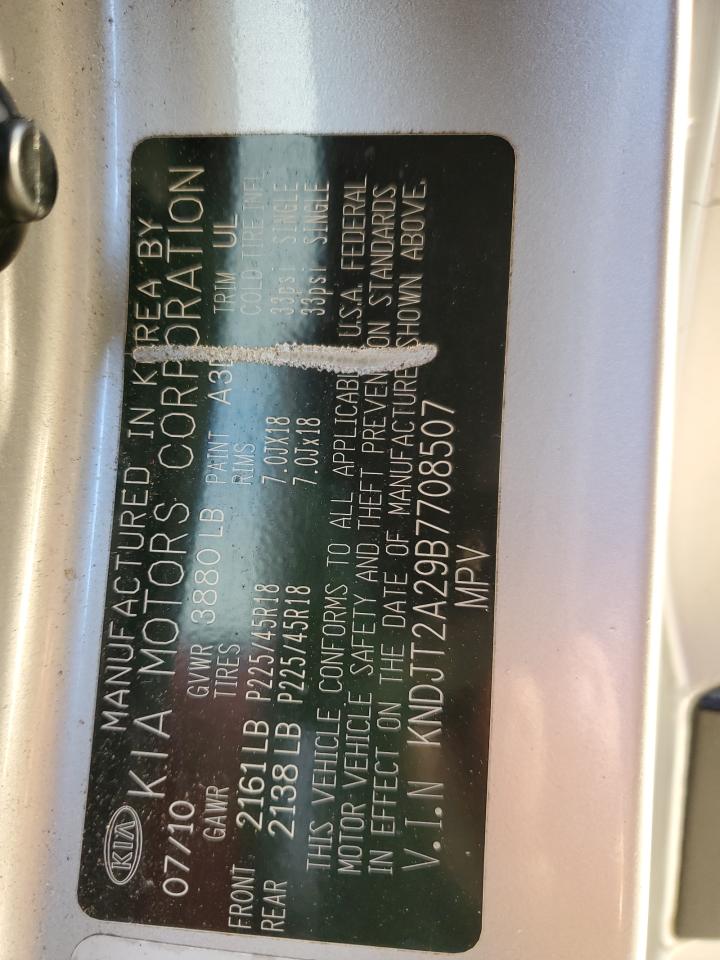 MANUFACTURED IN KOREA BY
KIA KIA MOTORS CORPORATION
07/10 GVWR 3880 LB PAINT TRIM UL
GAWR TIRES RIMS COLD TIRE INFL
FRONT 2161LB P225/45R18 7.0JX18 33psi SINGLE
REAR 2138 LB P225/45R18 7.0Jx18 33psi SINGLE
THIS VEHICLE CONFORMS TO ALL APPLICABLE U.S.A. FEDERAL
MOTOR VEHICLE SAFETY AND THEFT PREVENTION STANDARDS
IN EFFECT ON THE DATE OF MANUFACTURE SHOWN ABOVE.
V.I.N KNDJT2A29B7708507
MPV